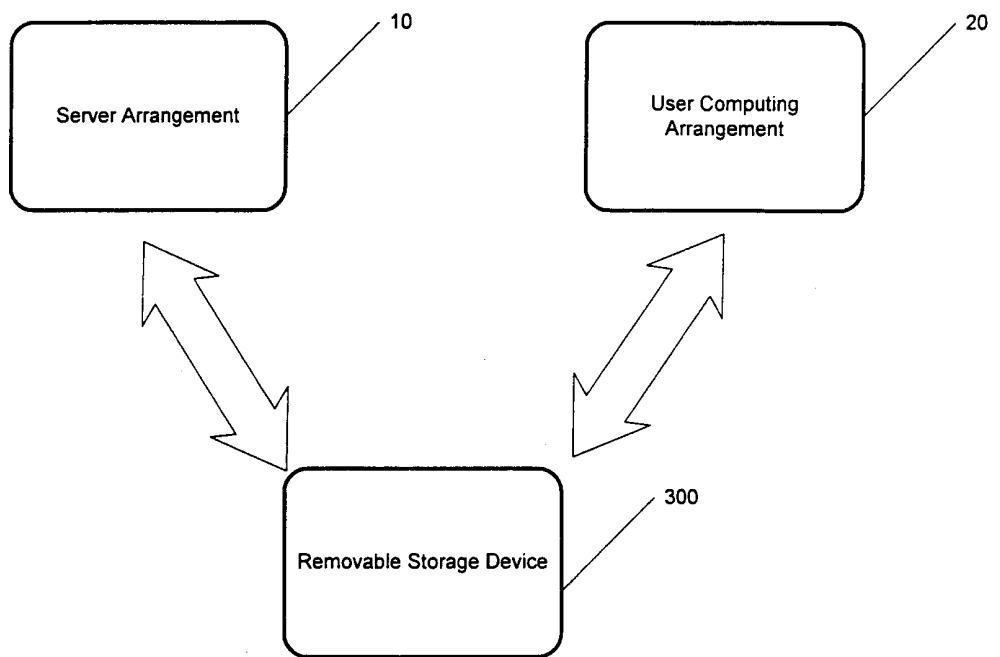 10
20
Server Arrangement
User Computing
Arrangement
300
Removable Storage Device